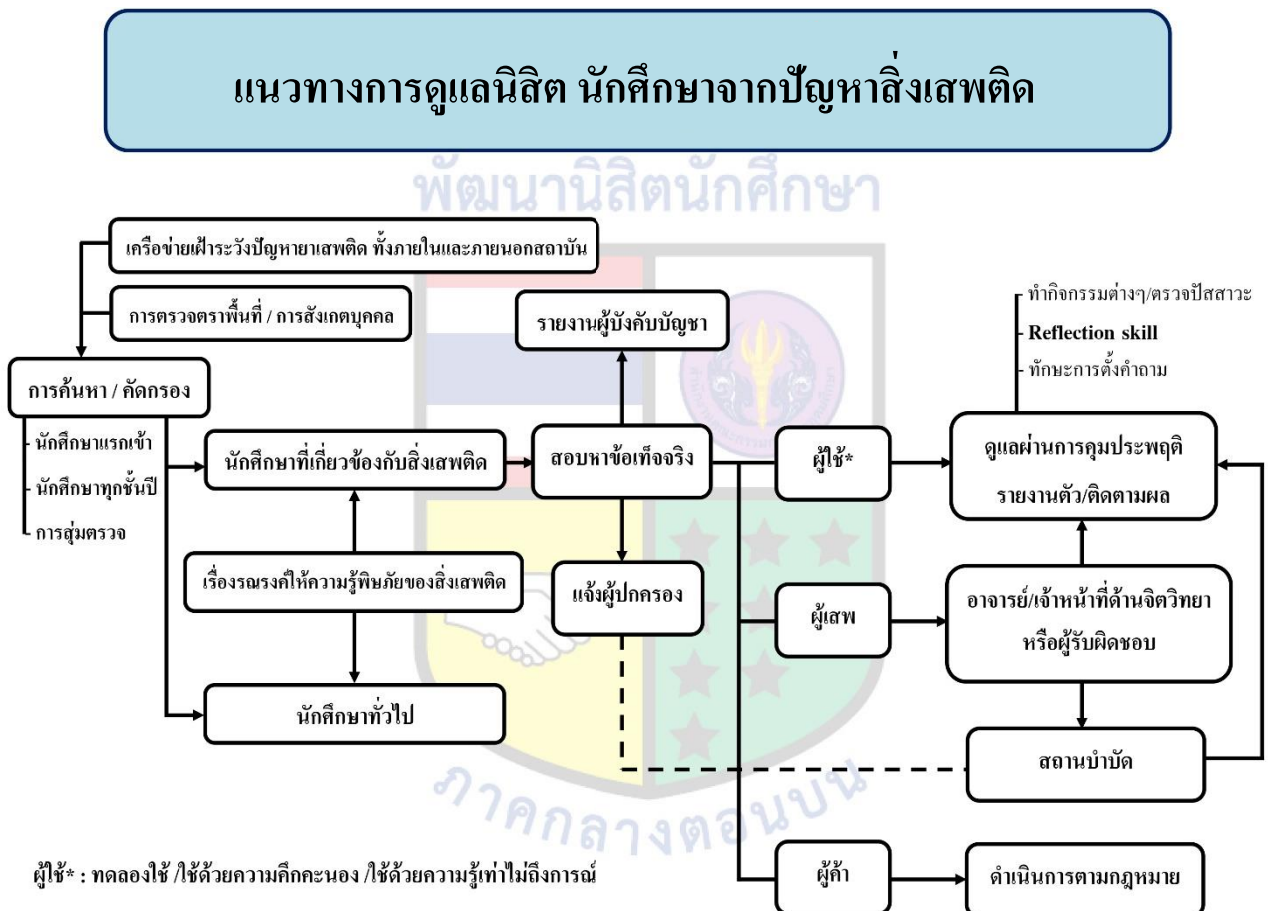 แนวทางการดูแลนิสิต นักศึกษาจากปัญหาสิ่งเสพติด
พัฒนานิสิตนักศึกษา
เครือข่ายเฝ้าระวังปัญหายาเสพติด ทั้งภายในและภายนอกสถาบัน
การตรวจตราพื้นที่ / การสังเกตบุคคล
การค้นหา / คัดกรอง
- นักศึกษาแรกเข้า
- นักศึกษาทุกชั้นปี
- การสุ่มตรวจ
นักศึกษาที่เกี่ยวข้องกับสิ่งเสพติด
เรื่องรณรงค์ให้ความรู้พิษภัยของสิ่งเสพติด
นักศึกษาทั่วไป
รายงานผู้บังคับบัญชา
สอบหาข้อเท็จจริง
แจ้งผู้ปกครอง
ผู้ใช้*
ผู้เสพ
ผู้ค้า
- ทำกิจกรรมต่างๆ/ตรวจปัสสาวะ
- Reflection skill
- ทักษะการตั้งคำถาม
ดูแลผ่านการคุมประพฤติ
รายงานตัว/ติดตามผล
อาจารย์/เจ้าหน้าที่ด้านจิตวิทยา
หรือผู้รับผิดชอบ
สถานบำบัด
ดำเนินการตามกฎหมาย
ภาคกลางตอนบน
ผู้ใช้* : ทดลองใช้ /ใช้ด้วยความคึกคะนอง /ใช้ด้วยความรู้เท่าไม่ถึงการณ์